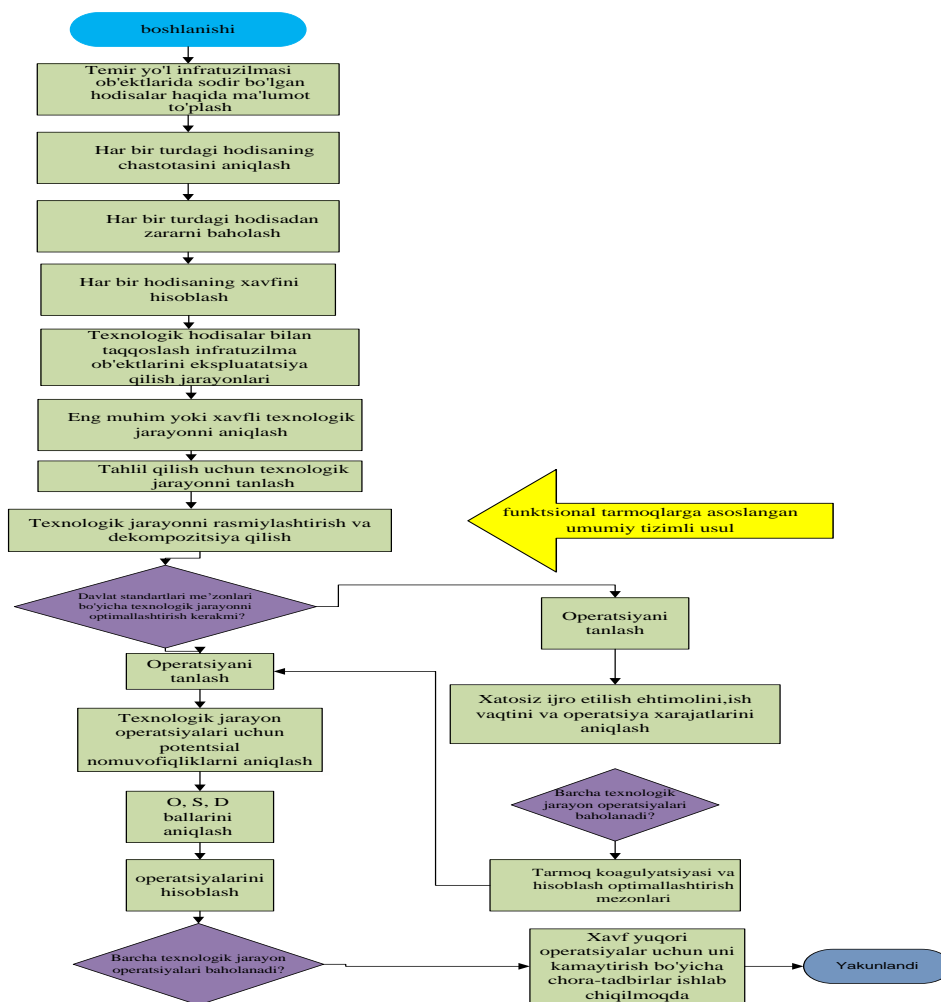 boshlanishi
Temir yo'l infratuzilmasi
ob'ektlarida sodir bo'lgan
hodisalar haqida ma'lumot
to'plash
Har bir turdagi hodisaning
chastotasini aniqlash
Har bir turdagi hodisadan
zararni baholash
Har bir hodisaning xavfini
hisoblash
Texnologik hodisalar bilan
taqqoslash infratuzilma
ob'ektlarini ekspluatatsiya
qilish jarayonlari
Eng muhim yoki xavfli texnologik
jarayonni aniqlash
Tahlil qilish uchun texnologik
jarayonni tanlash
Texnologik jarayonni rasmiylashtirish va
dekompozitsiya qilish
funktsional tarmoqlarga asoslangan
umumiy tizimli usul
Davlat standartlari me'zonlari
bo'yicha texnologik jarayonni
optimallashtirish kerakmi?
Operatsiyani
tanlash
Xatosiz ijro etilish ehtimolini,ish
vaqtini va operatsiya xarajatlarini
aniqlash
Barcha texnologik
jarayon operatsiyalari
baholanadi?
Tarmoq koagulyatsiyasi va
hisoblash optimallashtirish
mezonlari
Operatsiyani
tanlash
Texnologik jarayon
operatsiyalari uchun
potentsial
nomuvofiqliklarni aniqlash
O, S, D
ballarini
aniqlash
operatsiyalarini
hisoblash
Barcha texnologik jarayon
operatsiyalari baholanadi?
Xavf yuqori
operatsiyalar uchun uni
kamaytirish bo'yicha
chora-tadbirlar ishlab
chiqilmoqda
Yakunlandi